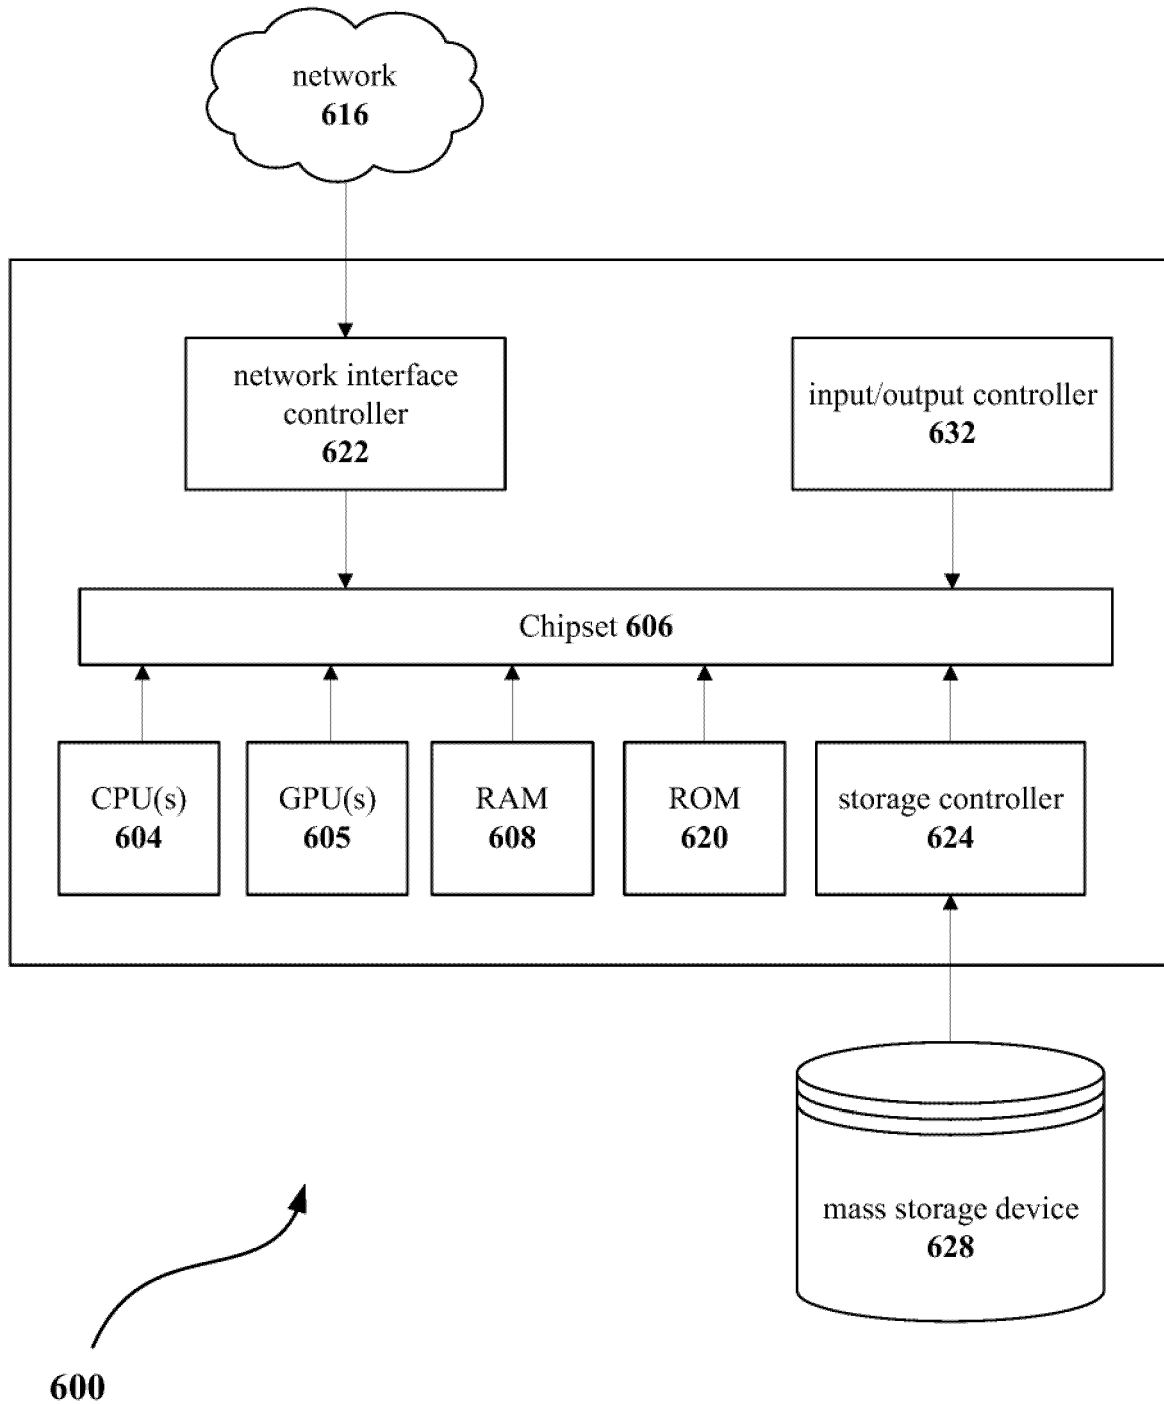 network
616
network interface
controller
622
input/output controller
632
Chipset 606
CPU(s)
604
GPU(s)
605
RAM
608
ROM
620
storage controller
624
mass storage device
628
600